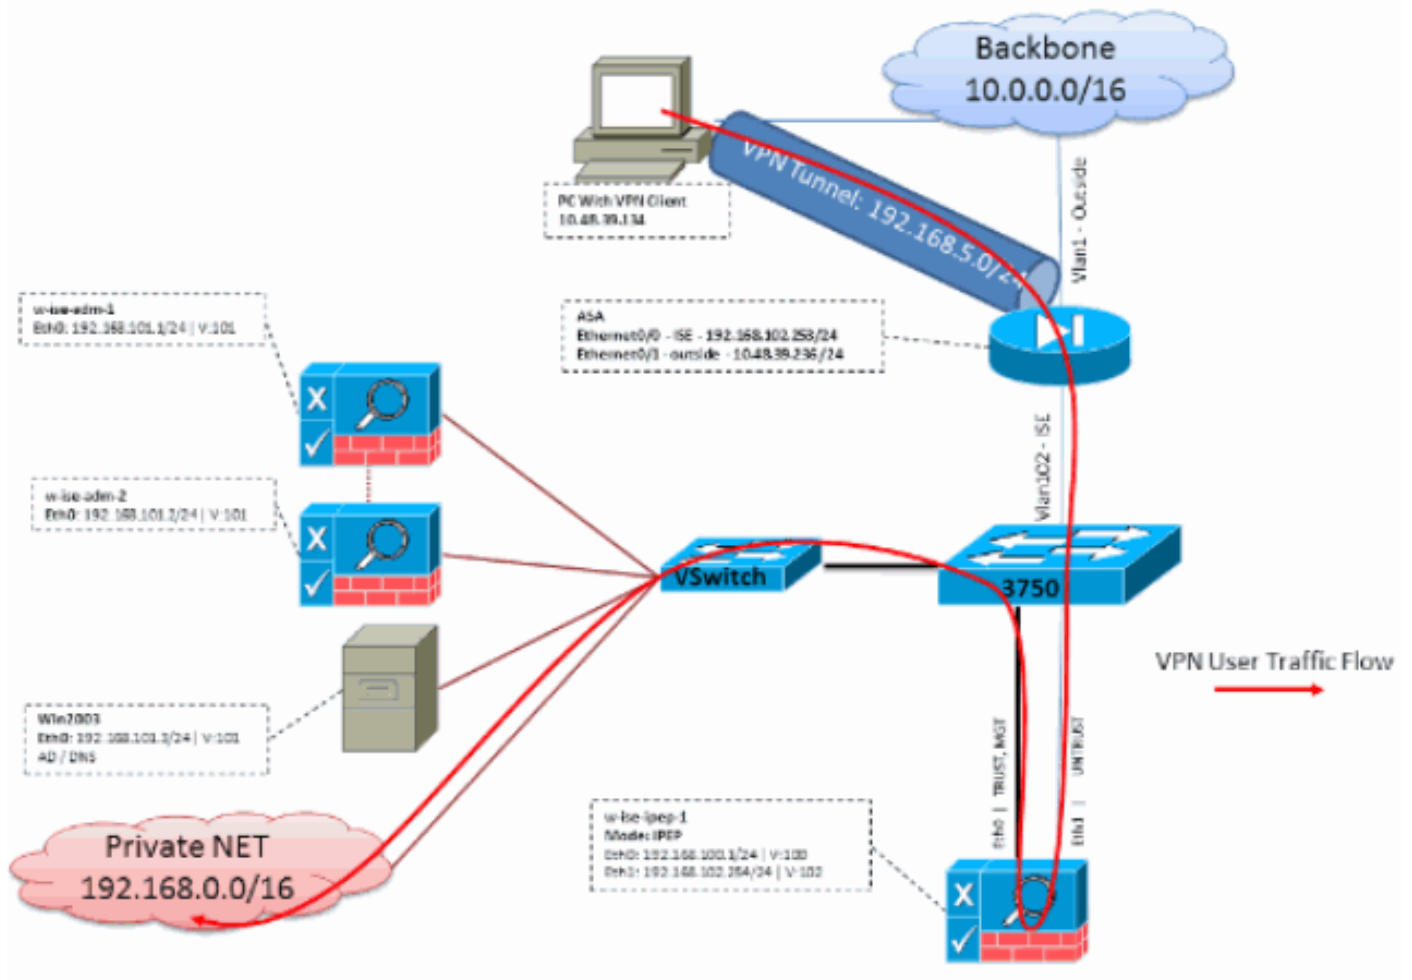 Backbone
10.0.0.0/16
VPN Tunnel: 192.168.5.0/24
Vlan1 - Outside
PC With VPN Client
10.48.39.134
w-ise-adm-1
Eth0: 192.168.101.1/24 | V:101
ASA
Ethernet0/0 - ISE - 192.168.102.253/24
Ethernet0/1 - outside - 10.48.39.236/24
Vlan102 - ISE
w-ise-adm-2
Eth0: 192.168.101.2/24 | V:101
VSwitch
3750
VPN User Traffic Flow
Win2003
Eth0: 192.168.101.3/24 | V:101
AD / DNS
Eth0 | TRUST, MGT
Eth1 | UNTRUST
w-ise-ipep-1
Mode: IPEP
Eth0: 192.168.100.1/24 | V:100
Eth1: 192.168.102.254/24 | V:102
Private NET
192.168.0.0/16